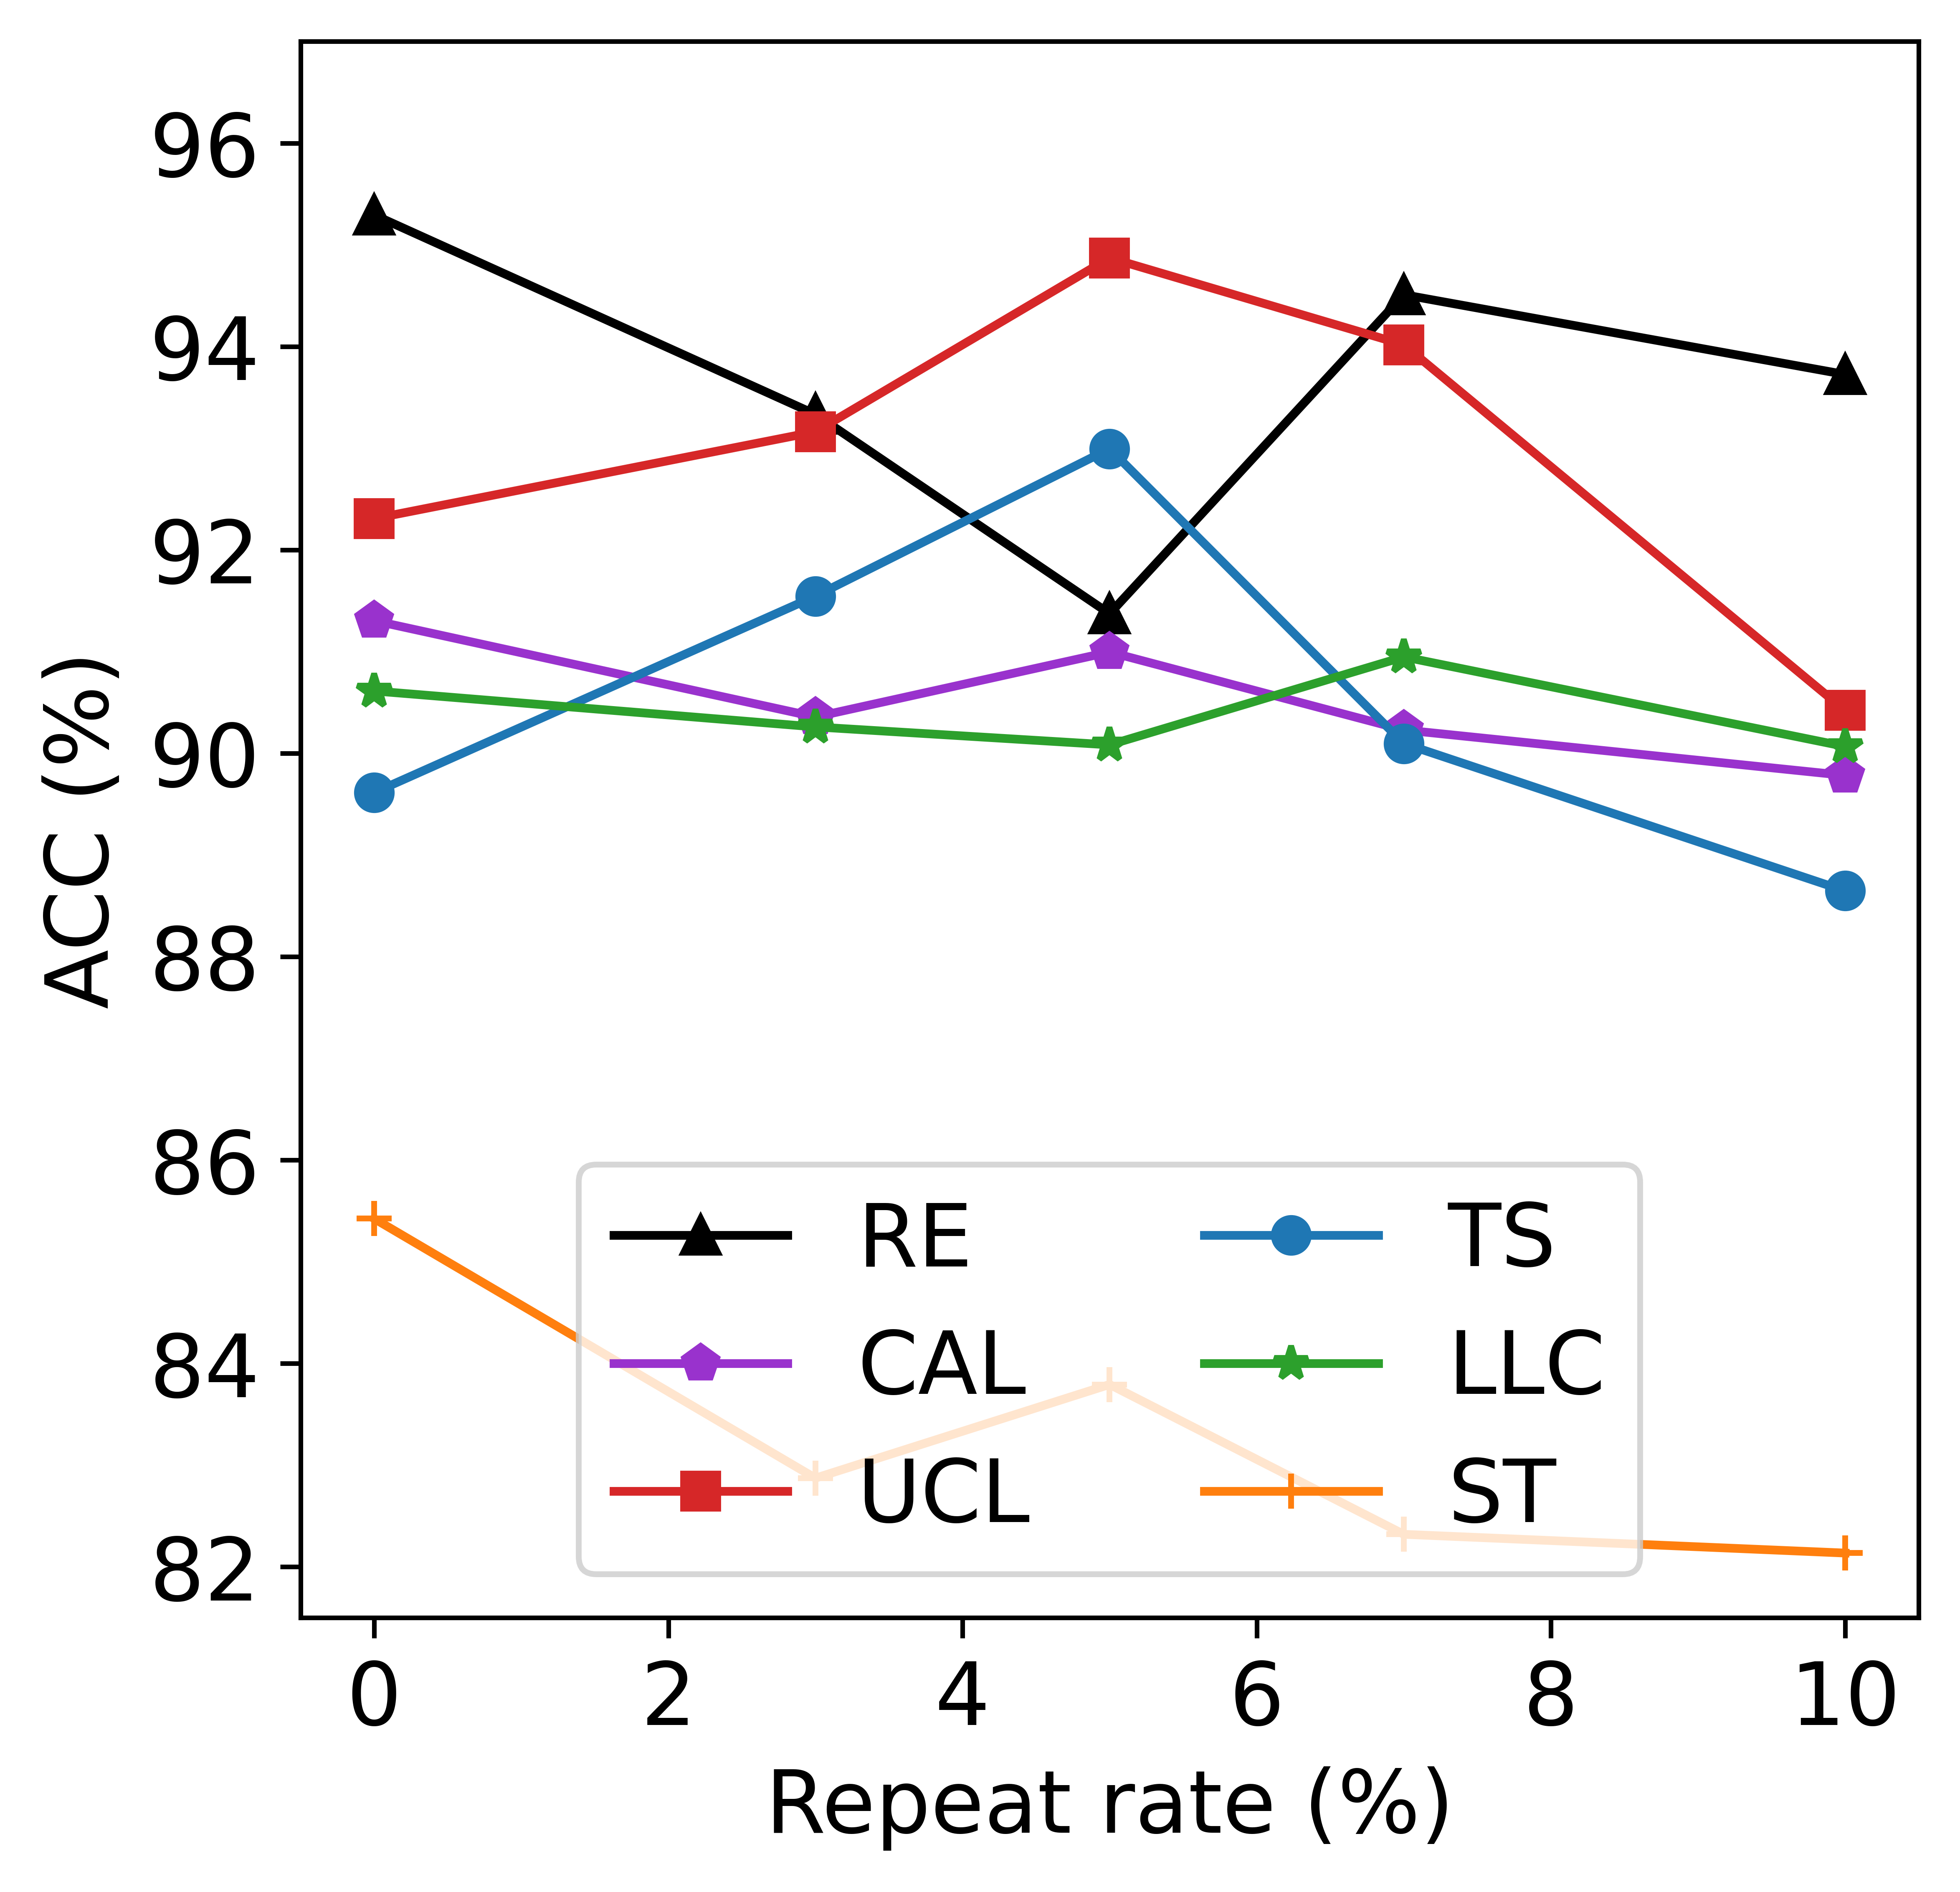 96
94
92
90
88
86
84
82
ACC (%)
RE
TS
CAL
LLC
UCL
ST
0 2 4 6 8 10
Repeat rate (%)